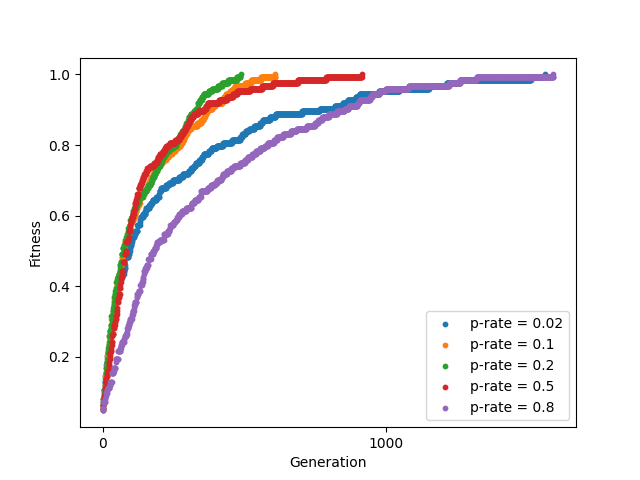 1.0
0.8
0.6
0.4
0.2
Fitness
0
1000
Generation
p-rate = 0.02
p-rate = 0.1
p-rate = 0.2
p-rate = 0.5
p-rate = 0.8